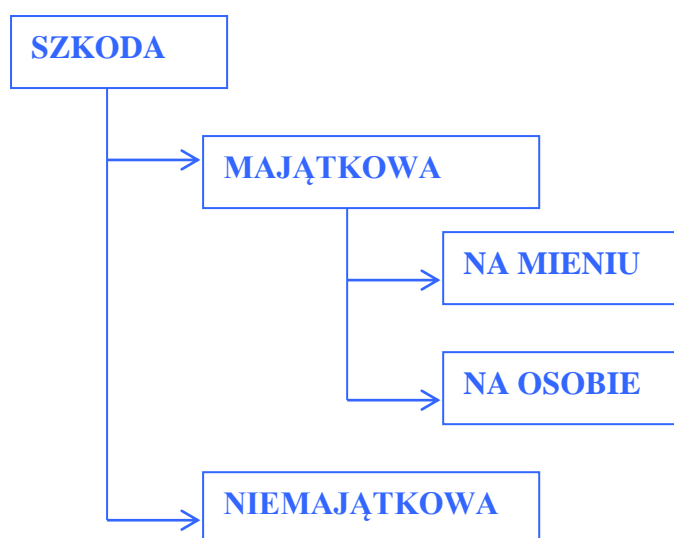 SZKODA
MAJĄTKOWA
NA MIENIU
NA OSOBIE
NIEMAJĄTKOWA